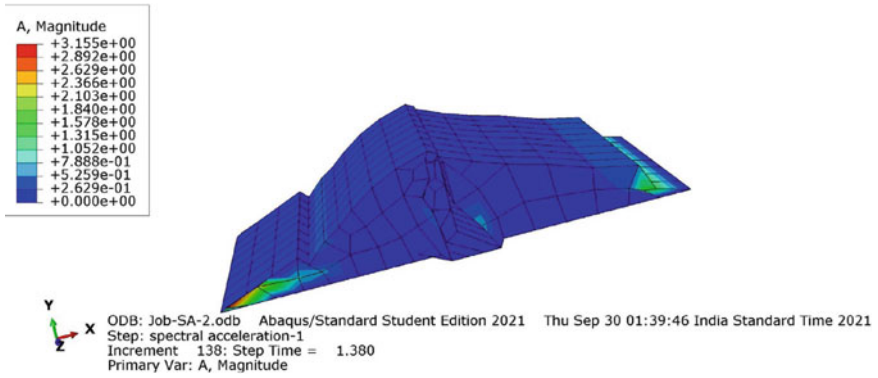 A, Magnitude
+3.155e+00
+2.892e+00
+2.629e+00
+2.366e+00
+2.103e+00
+1.840e+00
+1.578e+00
+1.315e+00
+1.052e+00
+7.888e-01
+5.259e-01
+2.629e-01
+0.000e+00
Y
X
Z
ODB: Job-SA-2.odb Abaqus/Standard Student Edition 2021 Thu Sep 30 01:39:46 India Standard Time 2021
Step: spectral acceleration-1
Increment 138: Step Time = 1.380
Primary Var: A, Magnitude